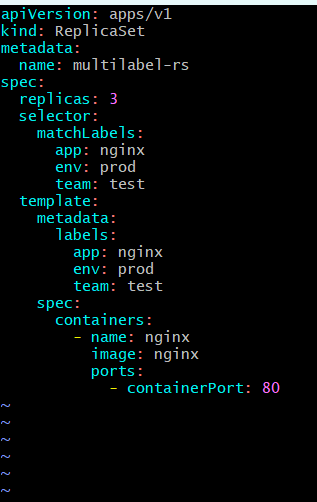 apiVersion: apps/v1
kind: ReplicaSet
metadata:
  name: multilabel-rs
spec:
  replicas: 3
  selector:
    matchLabels:
      app: nginx
      env: prod
      team: test
  template:
    metadata:
      labels:
        app: nginx
        env: prod
        team: test
    spec:
      containers:
        - name: nginx
          image: nginx
          ports:
            - containerPort: 80
~
~
~
~
~